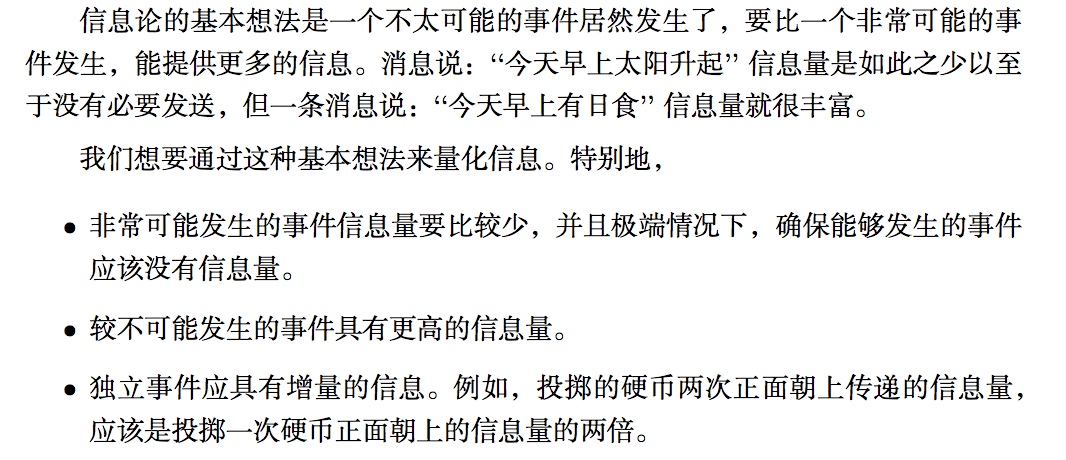 信息论的基本想法是一个不太可能的事件居然发生了，要比一个非常可能的事
件发生，能提供更多的信息。消息说：“今天早上太阳升起” 信息量是如此之少以至
于没有必要发送，但一条消息说：“今天早上有日食” 信息量就很丰富。
我们想要通过这种基本想法来量化信息。特别地，
• 非常可能发生的事件信息量要比较少，并且极端情况下，确保能够发生的事件
应该没有信息量。
• 较不可能发生的事件具有更高的信息量。
• 独立事件应具有增量的信息。例如，投掷的硬币两次正面朝上传递的信息量，
应该是投掷一次硬币正面朝上的信息量的两倍。